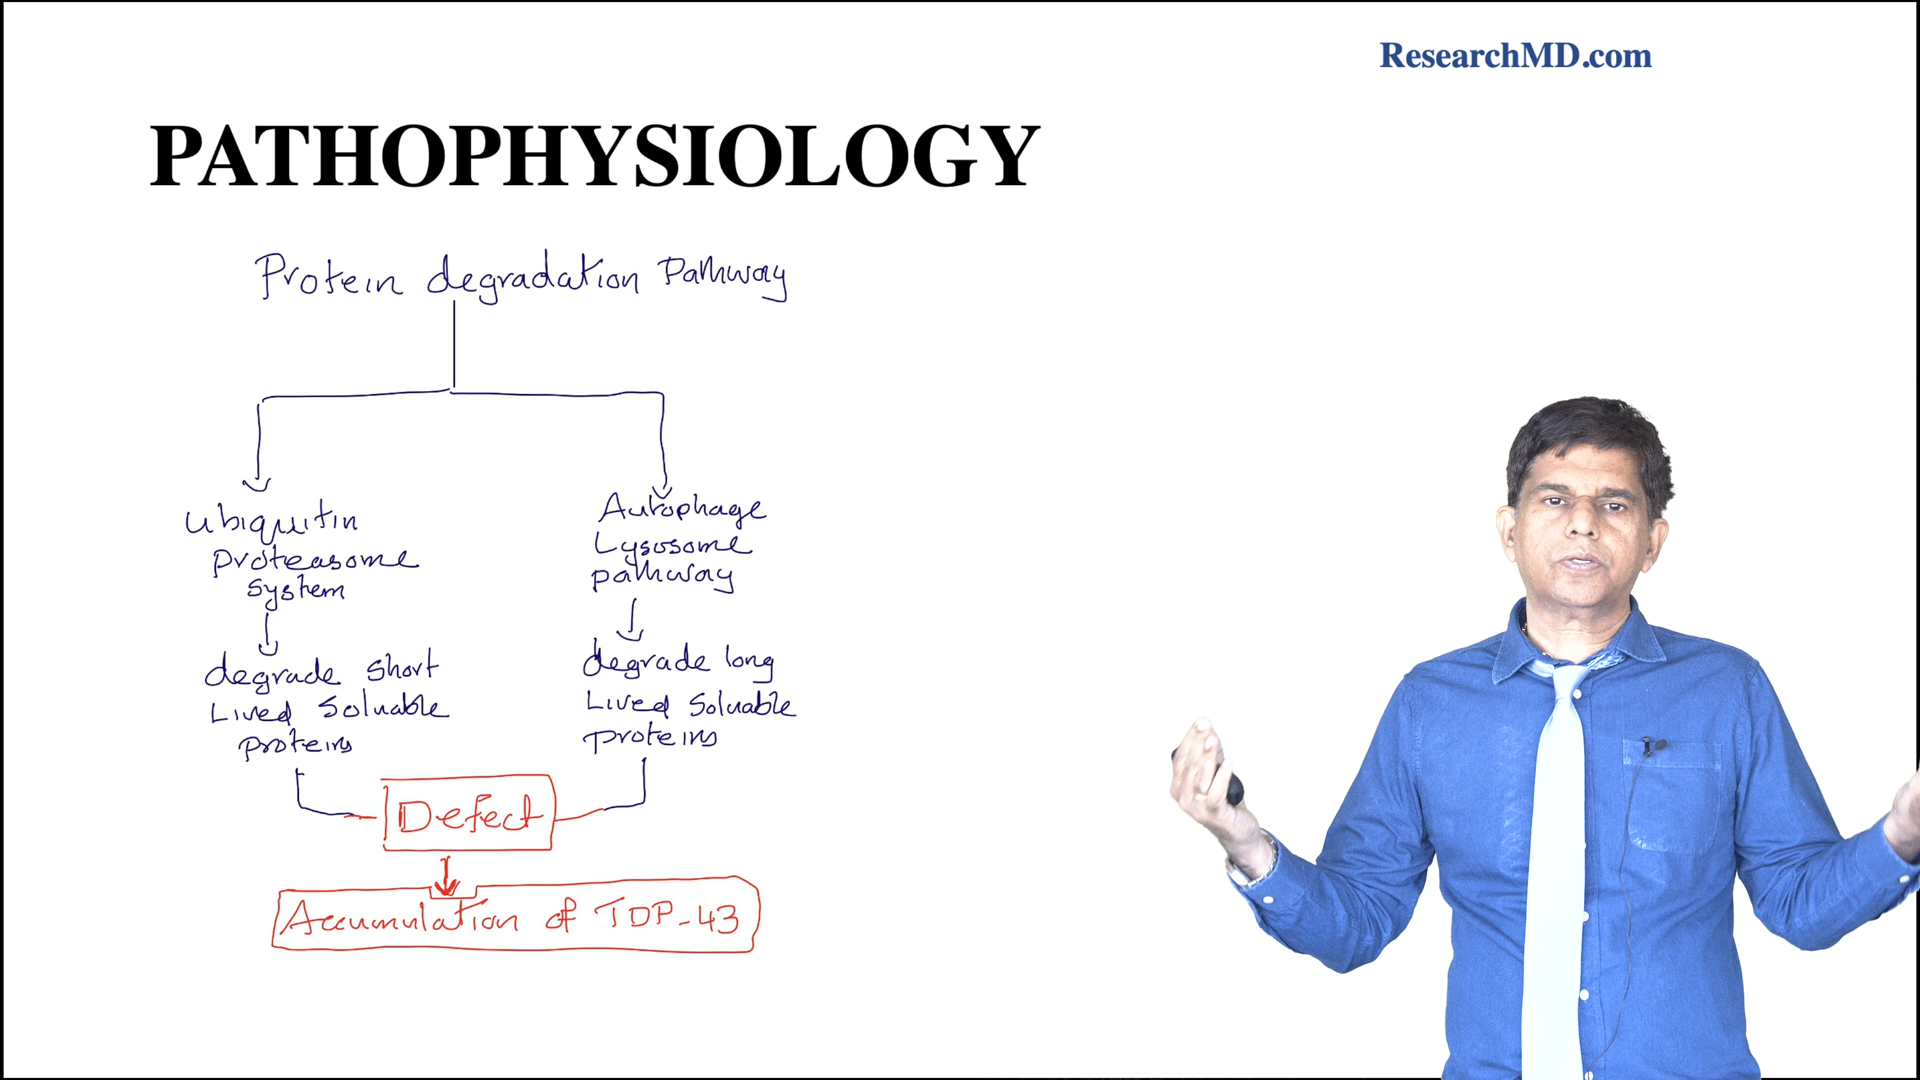 ResearchMD.com
PATHOPHYSIOLOGY
Protein degradation Pathway
ubiquitin
Proteasome
system
degrade short
Lived Soluable
proteins
Autophage
Lysosome
pathway
degrade long
Lived Soluable
proteins
Defect
Accumulation of TDP-43